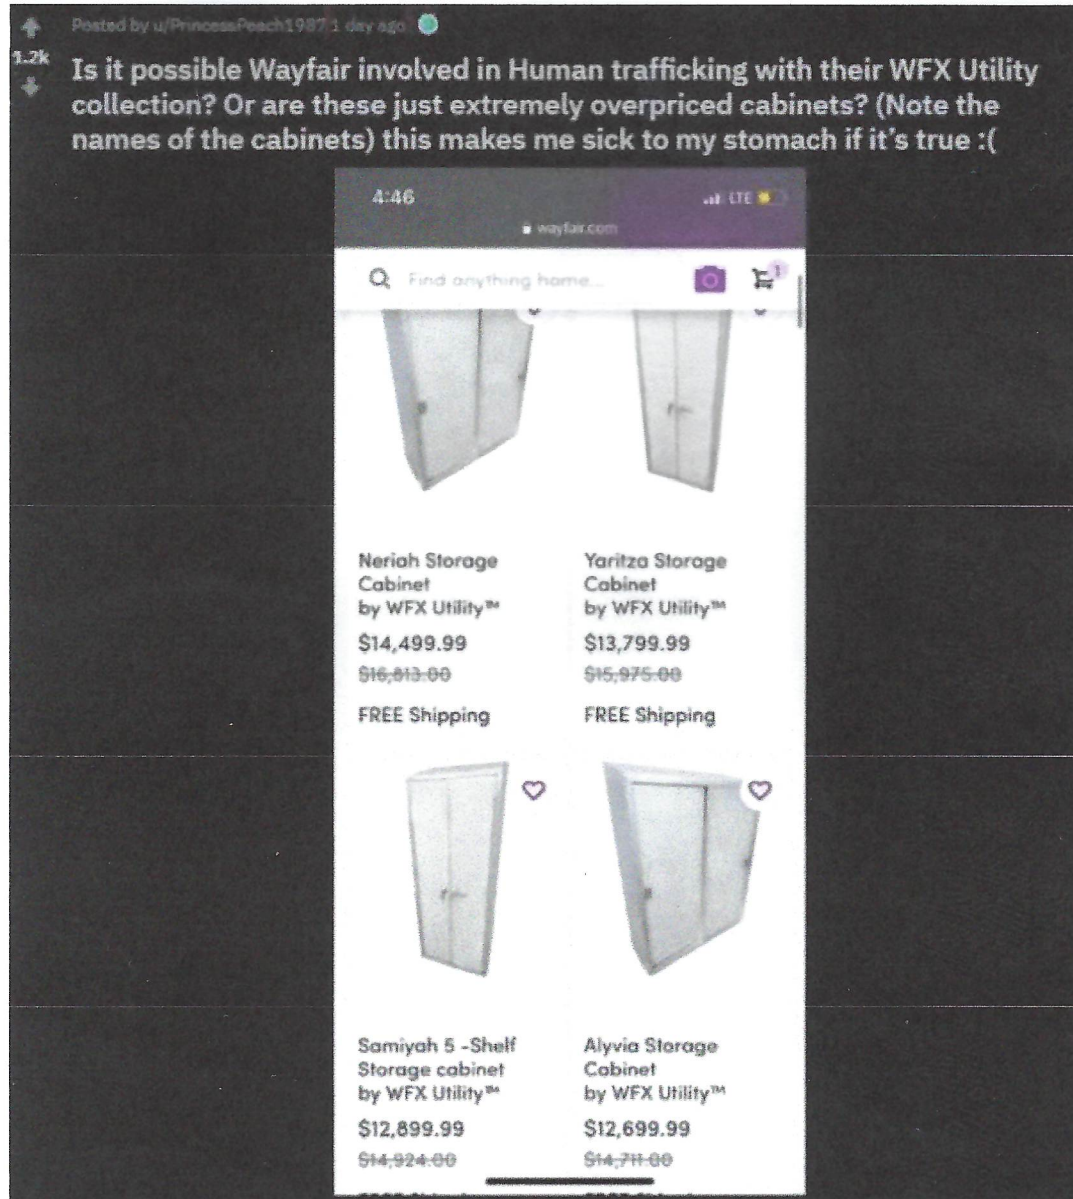 Posted by u/PrincessPeach1987 1 day ago
1.2k
Is it possible Wayfair involved in Human trafficking with their WFX Utility
collection? Or are these just extremely overpriced cabinets? (Note the
names of the cabinets) this makes me sick to my stomach if it's true :(
4:46 LTE
wayfair.com
Find anything home...
1
Neriah Storage
Cabinet
by WFX Utility™
$14,499.99
$16,813.00
FREE Shipping
Yaritza Storage
Cabinet
by WFX Utility™
$13,799.99
$15,975.00
FREE Shipping
Samiyah 5 -Shelf
Storage cabinet
by WFX Utility™
$12,899.99
$14,924.00
Alyvia Storage
Cabinet
by WFX Utility™
$12,699.99
$14,711.00